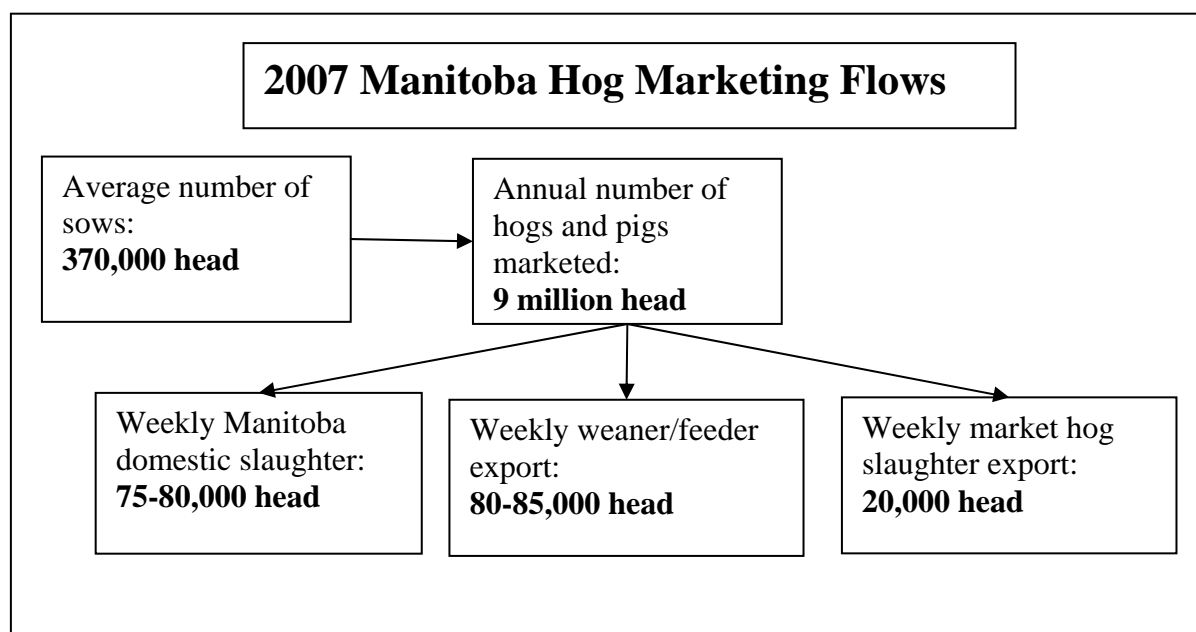 2007 Manitoba Hog Marketing Flows
Average number of
sows:
370,000 head
Annual number of
hogs and pigs
marketed:
9 million head
Weekly Manitoba
domestic slaughter:
75-80,000 head
Weekly weaner/feeder
export:
80-85,000 head
Weekly market hog
slaughter export:
20,000 head